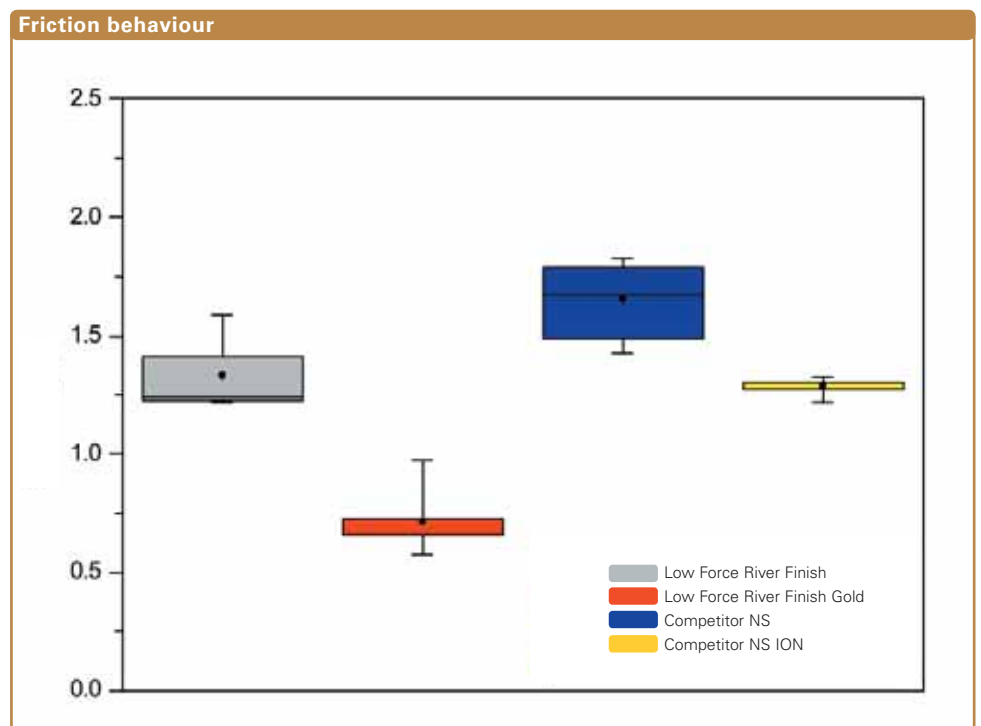 Friction behaviour
2.5
2.0
1.5
1.0
0.5
0.0
Low Force River Finish
Low Force River Finish Gold
Competitor NS
Competitor NS ION